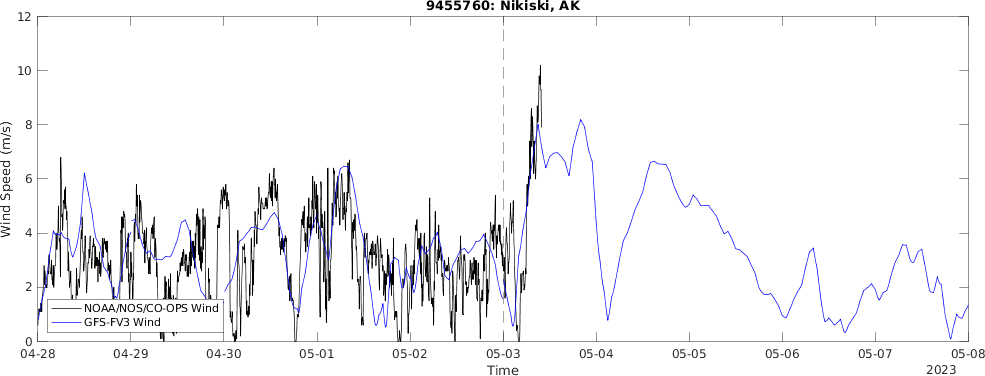 9455760: Nikiski, AK
12
10
8
6
4
2
0
Wind Speed (m/s)
NOAA/NOS/CO-OPS Wind
GFS-FV3 Wind
04-28 04-29 04-30 05-01 05-02 05-03 05-04 05-05 05-06 05-07 05-08
Time
2023